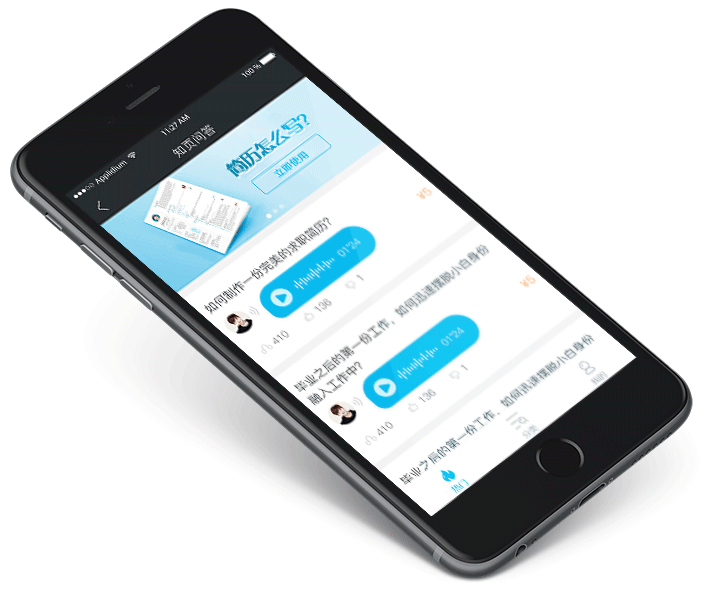 Applidium
11:27 AM
100 %
知页问答
简历怎么写?
立即使用
如何制作一份完美的求职简历?
¥5
01"24
410
136
1
毕业之后的第一份工作，如何迅速摆脱小白身份
融入工作中?
¥5
01"24
410
136
1
毕业之后的第一份工作，如何迅速摆脱小白身份
热门
分类
我的